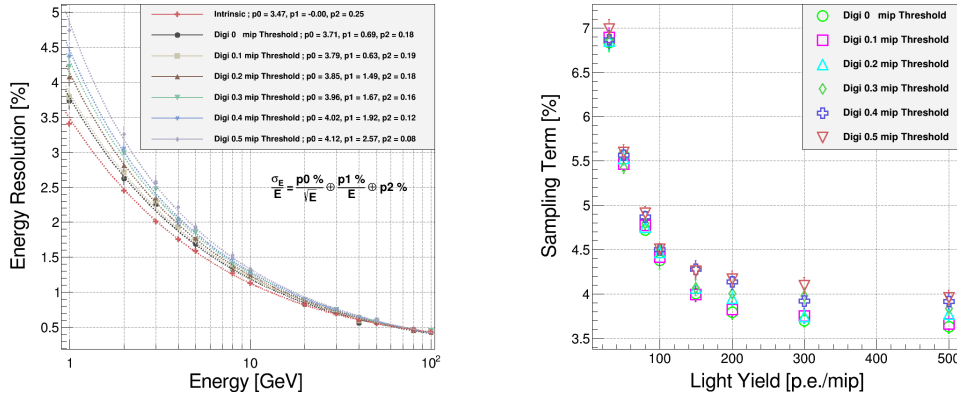 5
4.5
4
3.5
3
2.5
2
1.5
1
0.5
Energy Resolution [%]
Intrinsic ; p0 = 3.47, p1 = -0.00, p2 = 0.25
Digi 0 mip Threshold ; p0 = 3.71, p1 = 0.69, p2 = 0.18
Digi 0.1 mip Threshold ; p0 = 3.79, p1 = 0.63, p2 = 0.19
Digi 0.2 mip Threshold ; p0 = 3.85, p1 = 1.49, p2 = 0.18
Digi 0.3 mip Threshold ; p0 = 3.96, p1 = 1.67, p2 = 0.16
Digi 0.4 mip Threshold ; p0 = 4.02, p1 = 1.92, p2 = 0.12
Digi 0.5 mip Threshold ; p0 = 4.12, p1 = 2.57, p2 = 0.08
σE/E = p0 %/√E ⊕ p1 %/E ⊕ p2 %
1 10 10²
Energy [GeV]
7
6.5
6
5.5
5
4.5
4
3.5
Sampling Term [%]
Digi 0 mip Threshold
Digi 0.1 mip Threshold
Digi 0.2 mip Threshold
Digi 0.3 mip Threshold
Digi 0.4 mip Threshold
Digi 0.5 mip Threshold
100 200 300 400 500
Light Yield [p.e./mip]